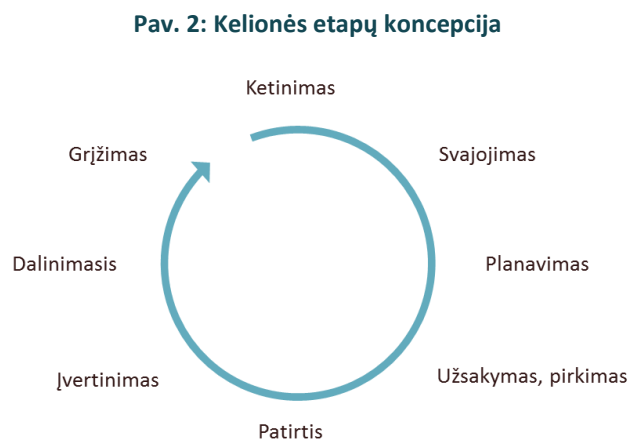 Pav. 2: Kelionės etapų koncepcija
Ketinimas
Svajojimas
Planavimas
Užsakymas, pirkimas
Patirtis
Įvertinimas
Dalinimasis
Grįžimas